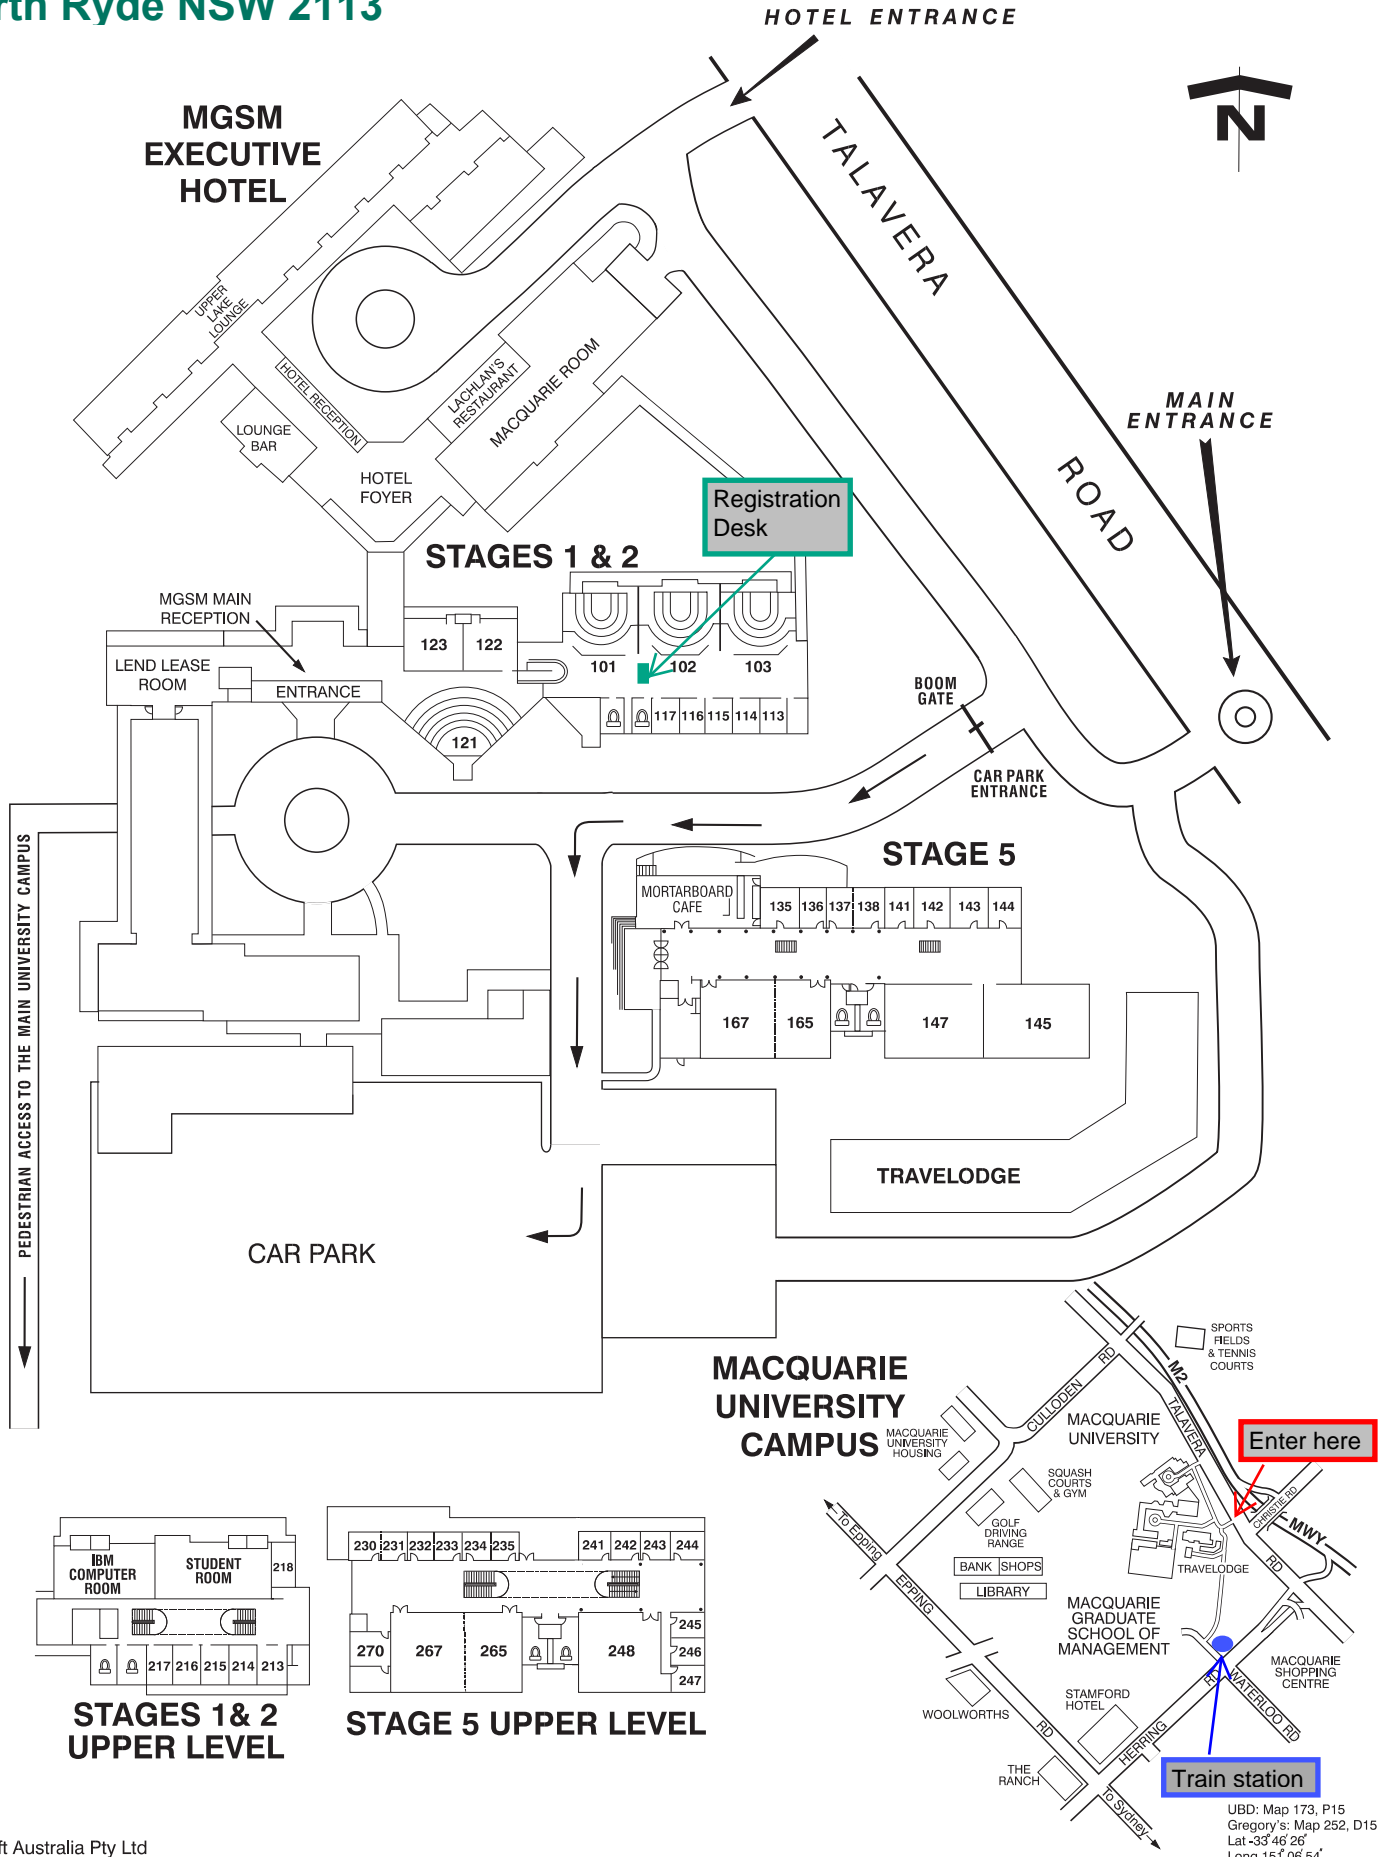 rth Ryde NSW 2113
HOTEL ENTRANCE
N
MGSM
EXECUTIVE
HOTEL
TALAVERA
ROAD
UPPER
LAKE
LOUNGE
HOTEL RECEPTION
LACHLAN'S
RESTAURANT
MACQUARIE ROOM
LOUNGE
BAR
HOTEL
FOYER
MAIN
ENTRANCE
Registration
Desk
STAGES 1 & 2
MGSM MAIN
RECEPTION
LEND LEASE
ROOM
ENTRANCE
123
122
101
102
103
121
117
116
115
114
113
BOOM
GATE
CAR PARK
ENTRANCE
PEDESTRIAN ACCESS TO THE MAIN UNIVERSITY CAMPUS
STAGE 5
MORTARBOARD
CAFE
135
136
137
138
141
142
143
144
167
165
147
145
TRAVELODGE
CAR PARK
MACQUARIE
UNIVERSITY
CAMPUS
SPORTS
FIELDS
& TENNIS
COURTS
M2
CULLODEN
RD
TALAVERA
MACQUARIE
UNIVERSITY
MACQUARIE
UNIVERSITY
HOUSING
Enter here
SQUASH
COURTS
& GYM
GOLF
DRIVING
RANGE
CHRISTIE RD
MWY
To Epping
BANK
SHOPS
LIBRARY
TRAVELODGE
RD
EPPING
MACQUARIE
GRADUATE
SCHOOL OF
MANAGEMENT
MACQUARIE
SHOPPING
CENTRE
RD
WATERLOO RD
STAMFORD
HOTEL
WOOLWORTHS
RD
HERRING
THE
RANCH
To Sydney
Train station
230
231
232
233
234
235
241
242
243
244
270
267
265
248
245
246
247
STAGE 5 UPPER LEVEL
IBM
COMPUTER
ROOM
STUDENT
ROOM
218
217
216
215
214
213
STAGES 1& 2
UPPER LEVEL
UBD: Map 173, P15
Gregory's: Map 252, D15
Lat -33° 46' 26"
Long 151° 06' 54"
ft Australia Pty Ltd